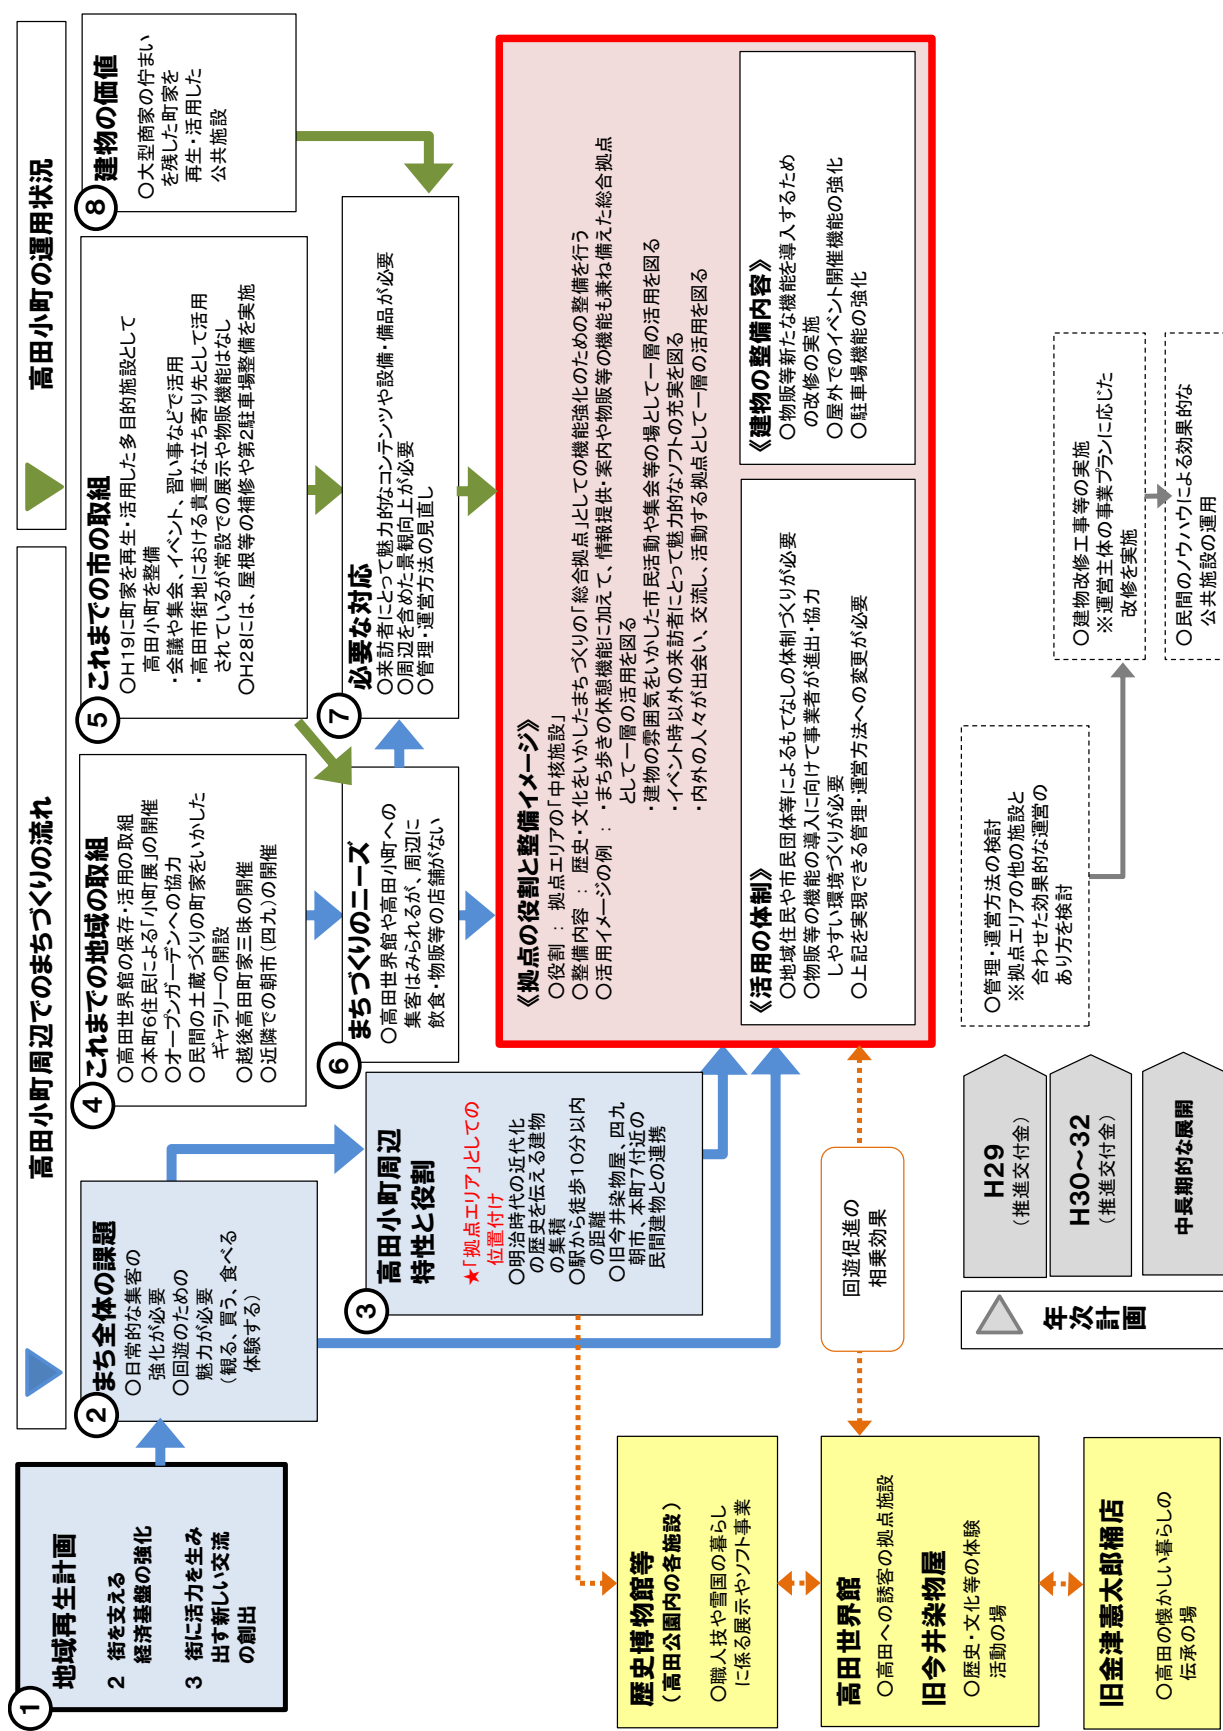 高田小町周辺でのまちづくりの流れ
高田小町の運用状況
①
地域再生計画
2 街を支える
経済基盤の強化
3 街に活力を生み
出す新しい交流
の創出
②
まち全体の課題
○日常的な集客の
強化が必要
○回遊のための
魅力が必要
(観る、買う、食べる
体験する)
③
高田小町周辺
特性と役割
★「拠点エリア」としての
位置付け
○明治時代の近代化
の歴史を伝える建物
の集積
○駅から徒歩10分以内
の距離
○旧今井染物屋、四九
朝市、本町7付近の
民間建物との連携
④
これまでの地域の取組
○高田世界館の保存・活用の取組
○本町6住民による「小町展」の開催
○オープンガーデンへの協力
○民間の土蔵づくりの町家をいかした
ギャラリーの開設
○越後高田町家三昧の開催
○近隣での朝市(四九)の開催
⑤
これまでの市の取組
○H19に町家を再生・活用した多目的施設として
高田小町を整備
・会議や集会、イベント、習い事などで活用
・高田市街地における貴重な立ち寄り先として活用
されているが常設での展示や物販機能はなし
○H28には、屋根等の補修や第2駐車場整備を実施
⑧
建物の価値
○大型商家の佇まい
を残した町家を
再生・活用した
公共施設
⑥
まちづくりのニーズ
○高田世界館や高田小町への
集客はみられるが、周辺に
飲食・物販等の店舗がない
⑦
必要な対応
○来訪者にとって魅力的なコンテンツや設備・備品が必要
○周辺を含めた景観向上が必要
○管理・運営方法の見直し
《拠点の役割と整備イメージ》
○役割 : 拠点エリアの「中核施設」
○整備内容 : 歴史・文化をいかしたまちづくりの「総合拠点」としての機能強化のための整備を行う
○活用イメージの例 : ・まち歩きの休憩機能に加えて、情報提供・案内や物販等の機能も兼ね備えた総合拠点
として一層の活用を図る
・建物の雰囲気をいかした市民活動や集会等の場として一層の活用を図る
・イベント時以外の来訪者にとって魅力的なソフトの充実を図る
・内外の人々が出会い、交流し、活動する拠点として一層の活用を図る
《活用の体制》
○地域住民や市民団体等によるもてなしの体制づくりが必要
○物販等の機能の導入に向けて事業者が進出・協力
しやすい環境づくりが必要
○上記を実現できる管理・運営方法への変更が必要
《建物の整備内容》
○物販等新たな機能を導入するため
の改修の実施
○屋外でのイベント開催機能の強化
○駐車場機能の強化
歴史博物館等
(高田公園内の各施設)
○職人技や雪国の暮らし
に係る展示やソフト事業
高田世界館
○高田への誘客の拠点施設
旧今井染物屋
○歴史・文化等の体験
活動の場
旧金津憲太郎桶店
○高田の懐かしい暮らしの
伝承の場
回遊促進の
相乗効果
年次計画
H29
(推進交付金)
H30～32
(推進交付金)
中長期的な展開
○管理・運営方法の検討
※拠点エリアの他の施設と
合わせた効果的な運営の
あり方を検討
○建物改修工事等の実施
※運営主体の事業プランに応じた
改修を実施
○民間のノウハウによる効果的な
公共施設の運用